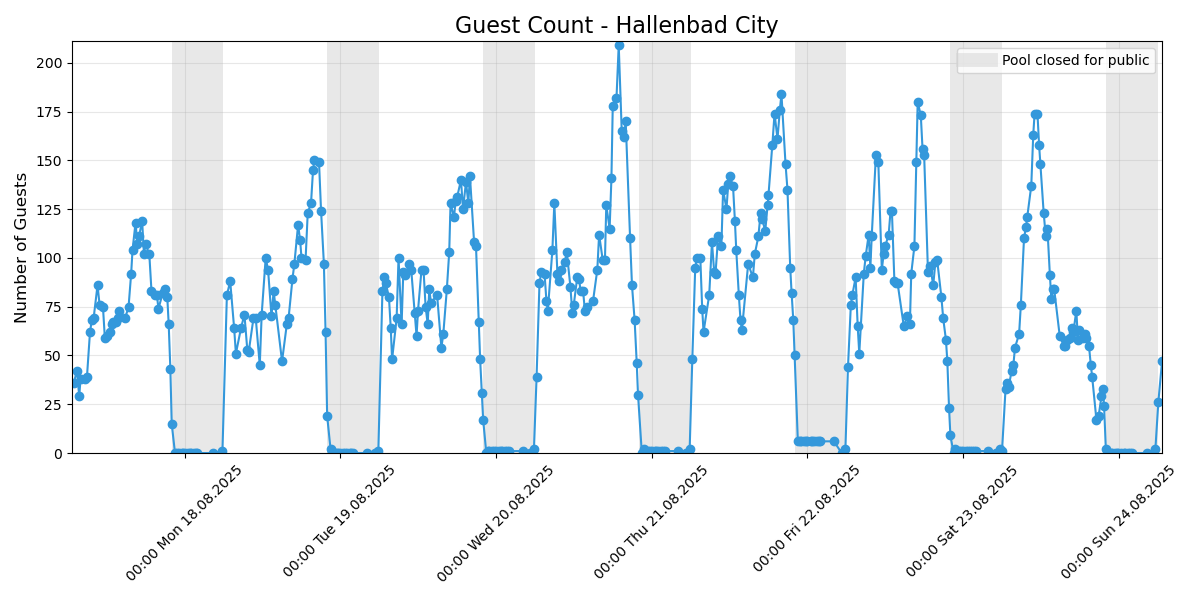 Guest Count - Hallenbad City
Pool closed for public
Number of Guests
200
175
150
125
100
75
50
25
0
00:00 Mon 18.08.2025
00:00 Tue 19.08.2025
00:00 Wed 20.08.2025
00:00 Thu 21.08.2025
00:00 Fri 22.08.2025
00:00 Sat 23.08.2025
00:00 Sun 24.08.2025